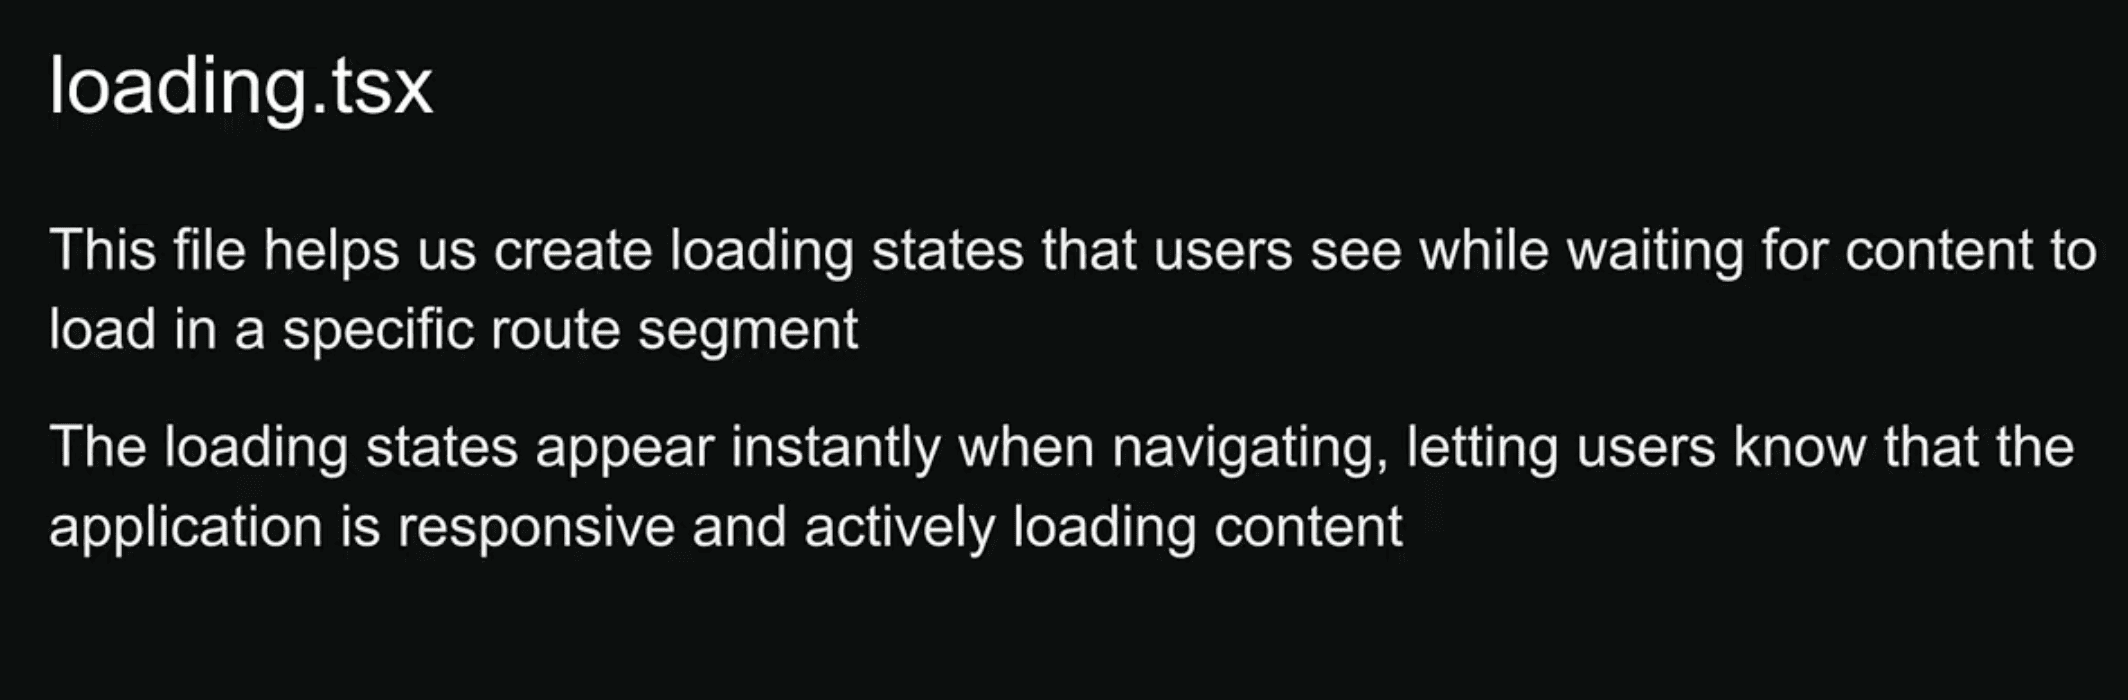 loading.tsx
This file helps us create loading states that users see while waiting for content to
load in a specific route segment
The loading states appear instantly when navigating, letting users know that the
application is responsive and actively loading content